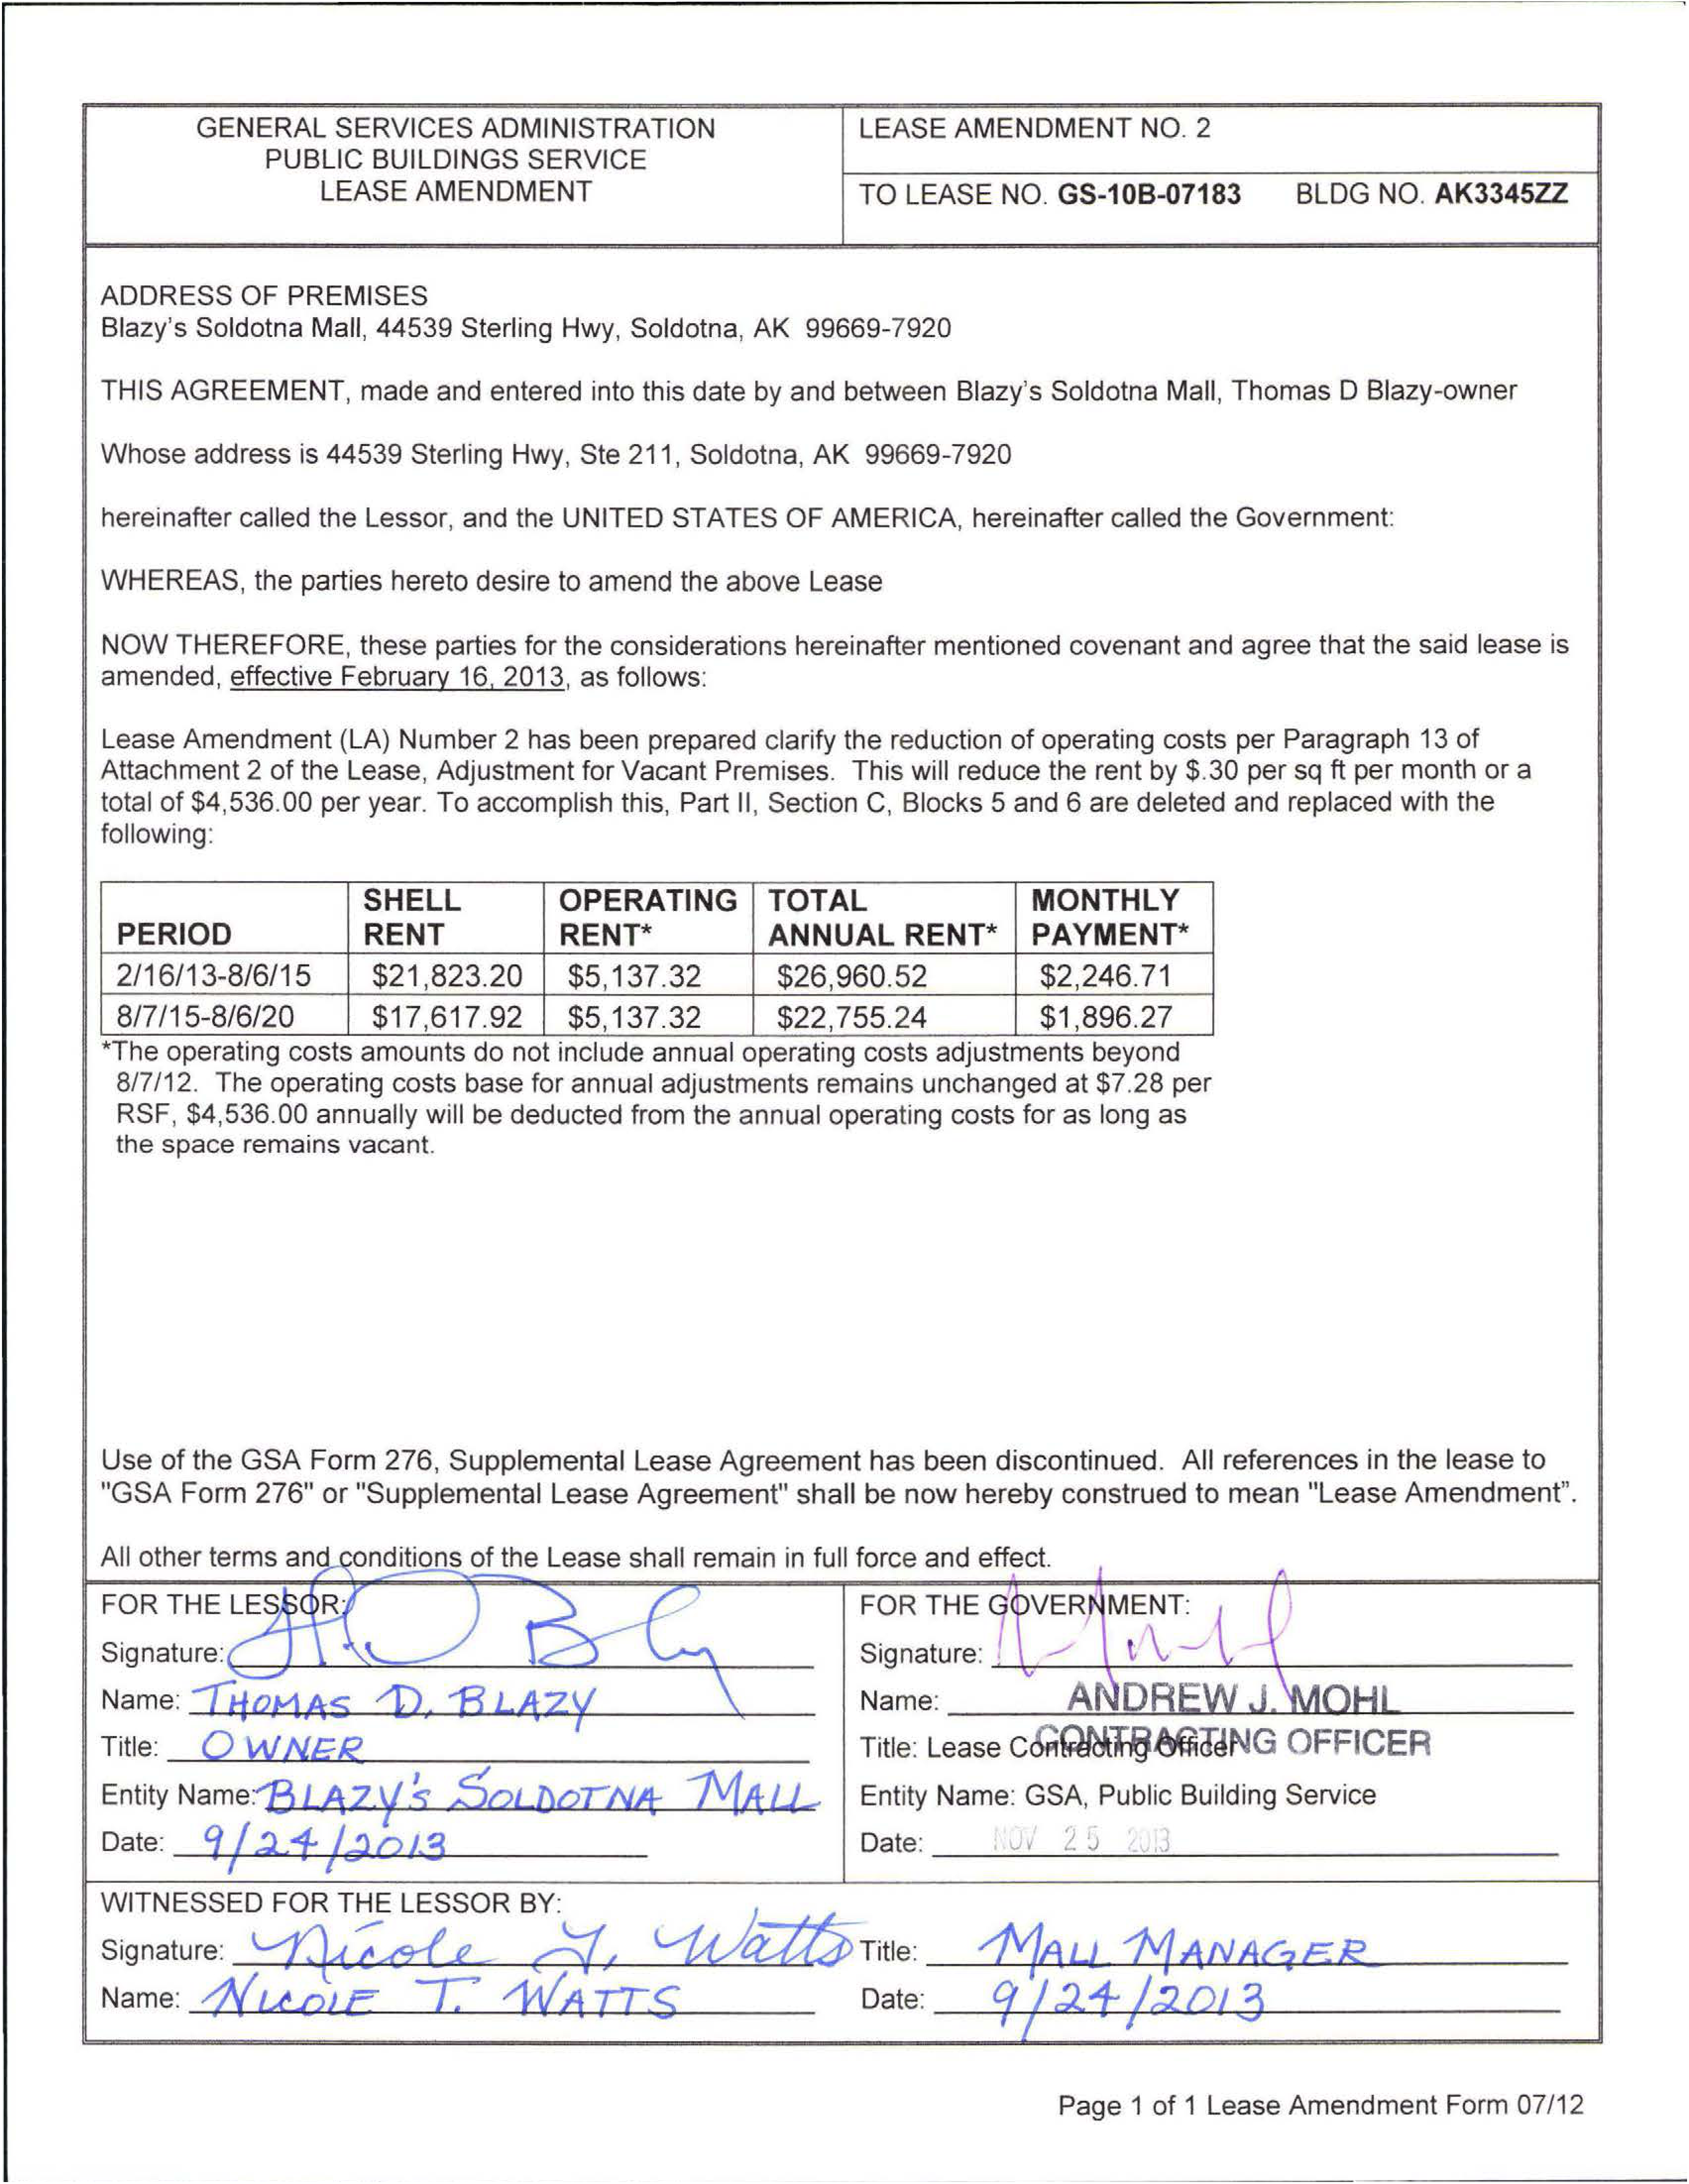 GENERAL SERVICES ADMINISTRATION
PUBLIC BUILDINGS SERVICE
LEASE AMENDMENT
LEASE AMENDMENT NO. 2
TO LEASE NO. GS-10B-07183 BLDG NO. AK3345ZZ
ADDRESS OF PREMISES
Blazy's Soldotna Mall, 44539 Sterling Hwy, Soldotna, AK 99669-7920
THIS AGREEMENT, made and entered into this date by and between Blazy's Soldotna Mall, Thomas D Blazy-owner
Whose address is 44539 Sterling Hwy, Ste 211, Soldotna, AK 99669-7920
hereinafter called the Lessor, and the UNITED STATES OF AMERICA, hereinafter called the Government:
WHEREAS, the parties hereto desire to amend the above Lease
NOW THEREFORE, these parties for the considerations hereinafter mentioned covenant and agree that the said lease is
amended, effective February 16, 2013, as follows:
Lease Amendment (LA) Number 2 has been prepared clarify the reduction of operating costs per Paragraph 13 of
Attachment 2 of the Lease, Adjustment for Vacant Premises. This will reduce the rent by $.30 per sq ft per month or a
total of $4,536.00 per year. To accomplish this, Part II, Section C, Blocks 5 and 6 are deleted and replaced with the
following:
PERIOD SHELL RENT OPERATING RENT* TOTAL ANNUAL RENT* MONTHLY PAYMENT*
2/16/13-8/6/15 $21,823.20 $5,137.32 $26,960.52 $2,246.71
8/7/15-8/6/20 $17,617.92 $5,137.32 $22,755.24 $1,896.27
*The operating costs amounts do not include annual operating costs adjustments beyond
8/7/12. The operating costs base for annual adjustments remains unchanged at $7.28 per
RSF, $4,536.00 annually will be deducted from the annual operating costs for as long as
the space remains vacant.
Use of the GSA Form 276, Supplemental Lease Agreement has been discontinued. All references in the lease to
"GSA Form 276" or "Supplemental Lease Agreement" shall be now hereby construed to mean "Lease Amendment".
All other terms and conditions of the Lease shall remain in full force and effect.
FOR THE LESSOR:
Signature:
Name: THOMAS D. BLAZY
Title: OWNER
Entity Name: BLAZY'S SOLDOTNA MALL
Date: 9/24/2013
FOR THE GOVERNMENT:
Signature:
Name: ANDREW J. MOHL
CONTRACTING OFFICER
Title: Lease Contracting Officer
Entity Name: GSA, Public Building Service
Date: NOV 25 2013
WITNESSED FOR THE LESSOR BY:
Signature: Nicole T. Watts Title: MALL MANAGER
Name: NICOLE T. WATTS Date: 9/24/2013
Page 1 of 1 Lease Amendment Form 07/12